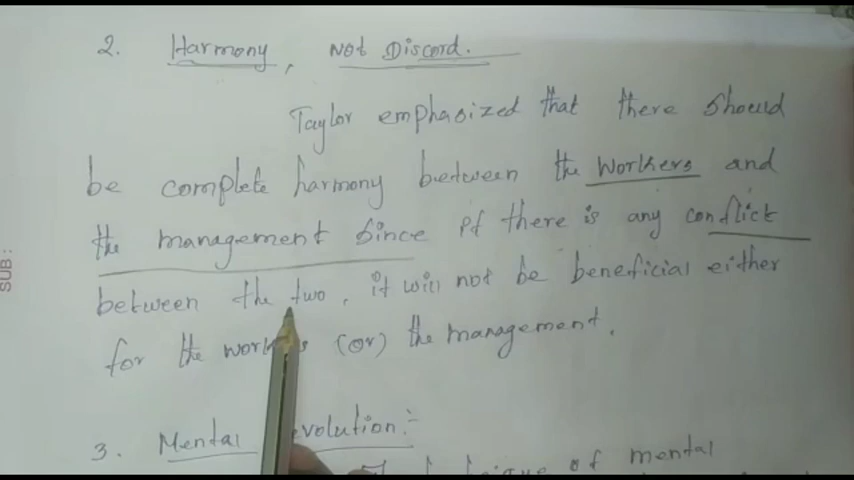 2. Harmony, Not Discord.
Taylor emphasized that there should
be complete harmony between the workers and
the management since if there is any conflict
between the two, it will not be beneficial either
for the (or) the management.
3. Mental
of mental
SUB: